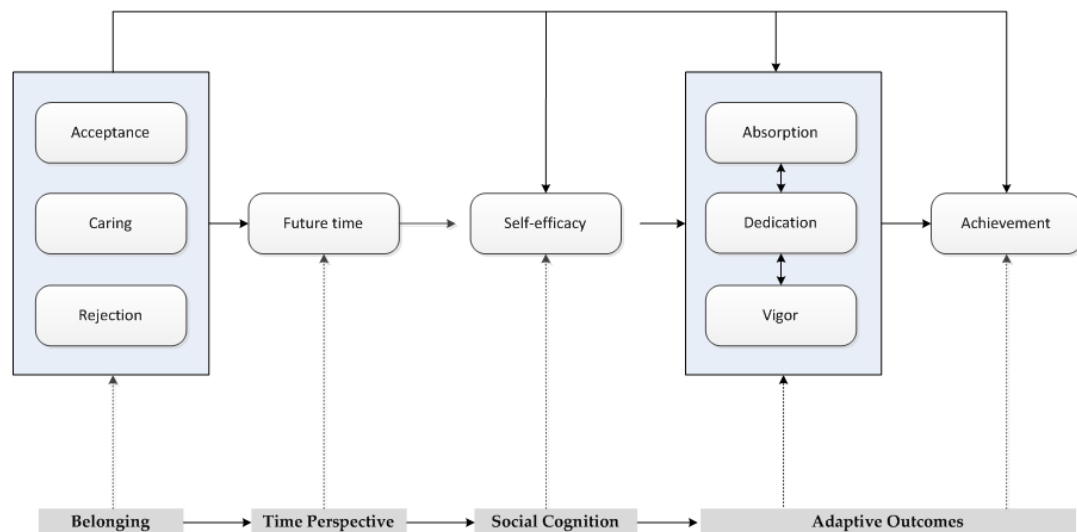 Acceptance
Caring
Rejection
Future time
Self-efficacy
Absorption
Dedication
Vigor
Achievement
Belonging
Time Perspective
Social Cognition
Adaptive Outcomes